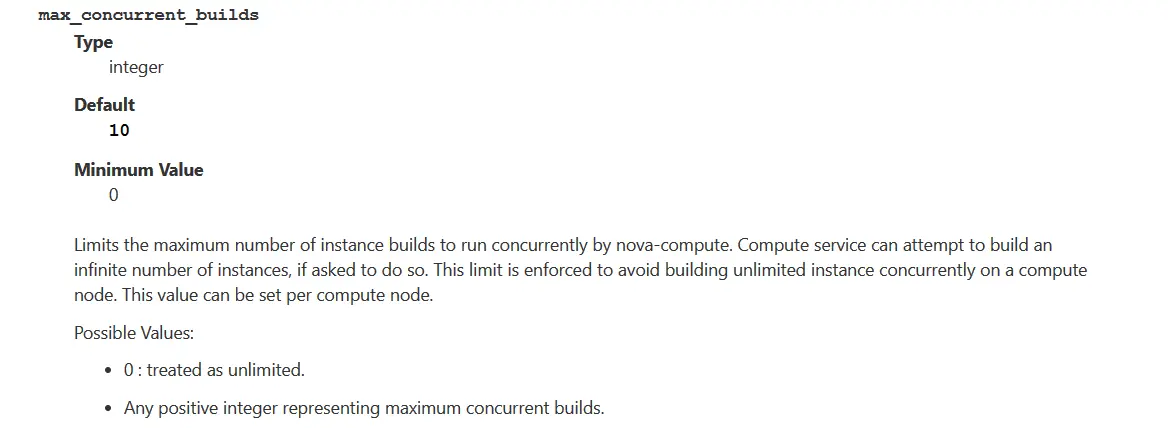 max_concurrent_builds
Type
integer
Default
10
Minimum Value
0
Limits the maximum number of instance builds to run concurrently by nova-compute. Compute service can attempt to build an
infinite number of instances, if asked to do so. This limit is enforced to avoid building unlimited instance concurrently on a compute
node. This value can be set per compute node.
Possible Values:
• 0 : treated as unlimited.
• Any positive integer representing maximum concurrent builds.